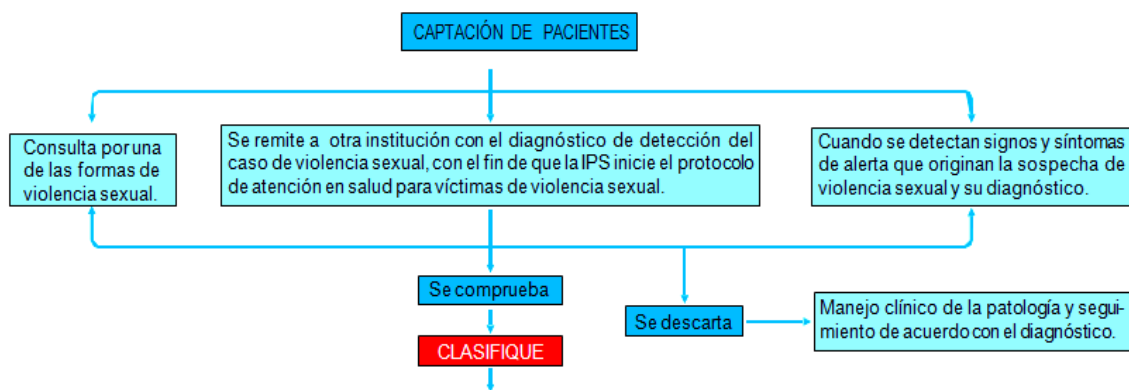 CAPTACIÓN DE PACIENTES
Consulta por una
de las formas de
violencia sexual.
Se remite a otra institución con el diagnóstico de detección del
caso de violencia sexual, con el fin de que la IPS inicie el protocolo
de atención en salud para víctimas de violencia sexual.
Cuando se detectan signos y síntomas
de alerta que originan la sospecha de
violencia sexual y su diagnóstico.
Se comprueba
Se descarta
Manejo clínico de la patología y segui-
miento de acuerdo con el diagnóstico.
CLASIFIQUE